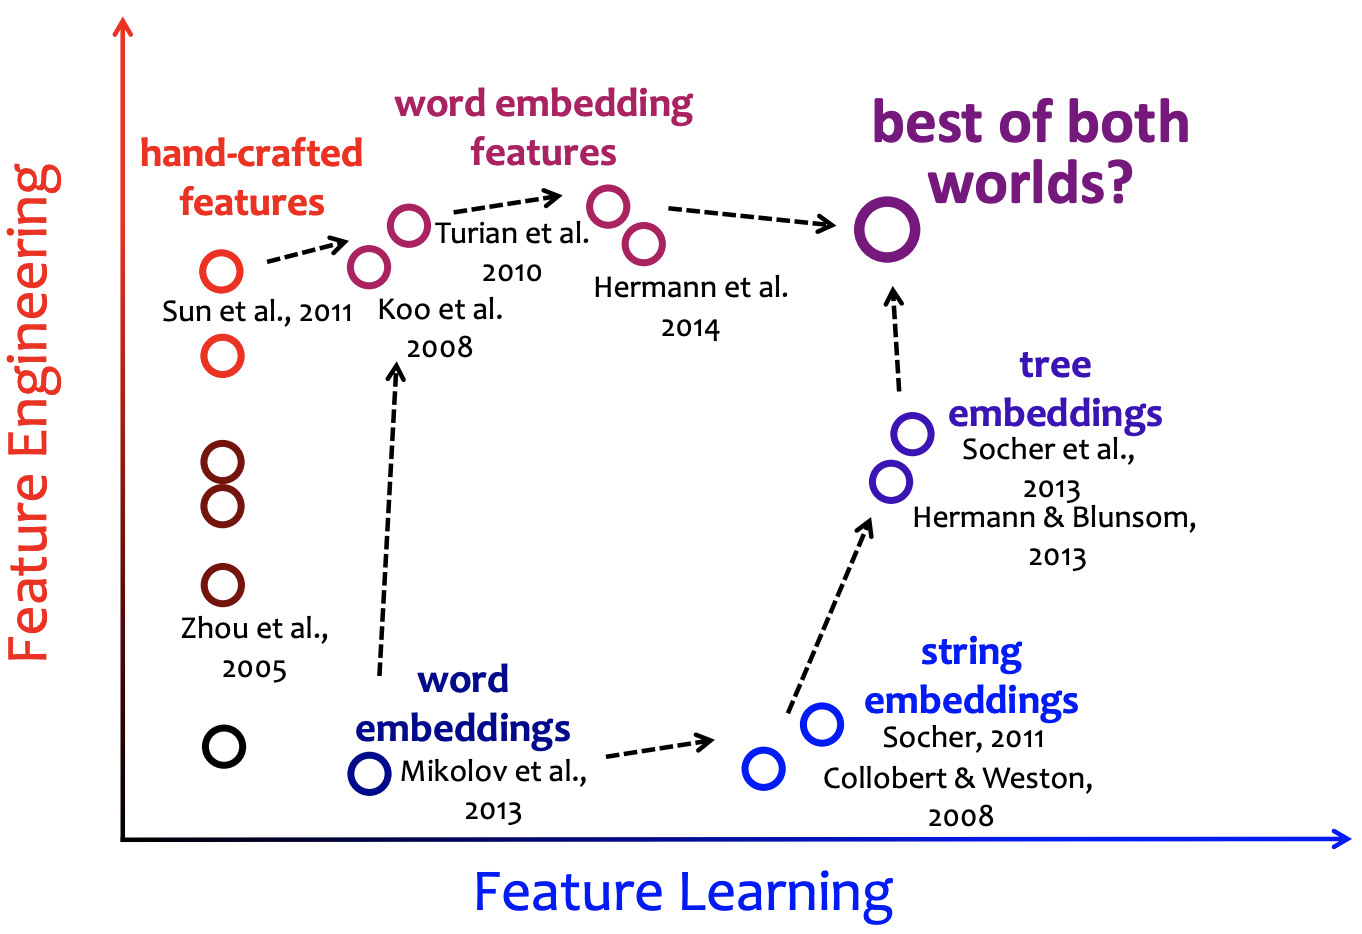 word embedding
features
best of both
worlds?
hand-crafted
features
Turian et al.
2010
Hermann et al.
2014
Sun et al., 2011
Koo et al.
2008
Feature Engineering
tree
embeddings
Socher et al.,
2013
Hermann & Blunsom,
2013
Zhou et al.,
2005
word
embeddings
Mikolov et al.,
2013
string
embeddings
Socher, 2011
Collobert & Weston,
2008
Feature Learning